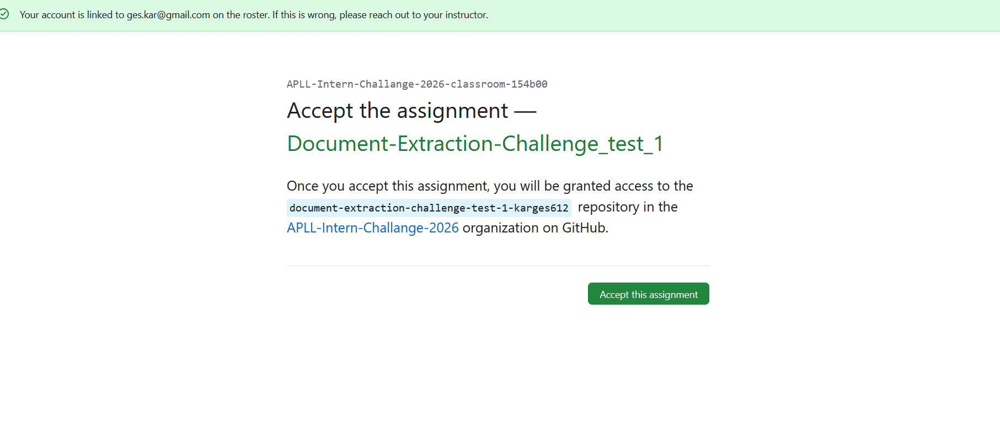 Your account is linked to ges.kar@gmail.com on the roster. If this is wrong, please reach out to your instructor.
APLL-Intern-Challange-2026-classroom-154b00
Accept the assignment —
Document-Extraction-Challenge_test_1
Once you accept this assignment, you will be granted access to the
document-extraction-challenge-test-1-karges612 repository in the
APLL-Intern-Challange-2026 organization on GitHub.
Accept this assignment